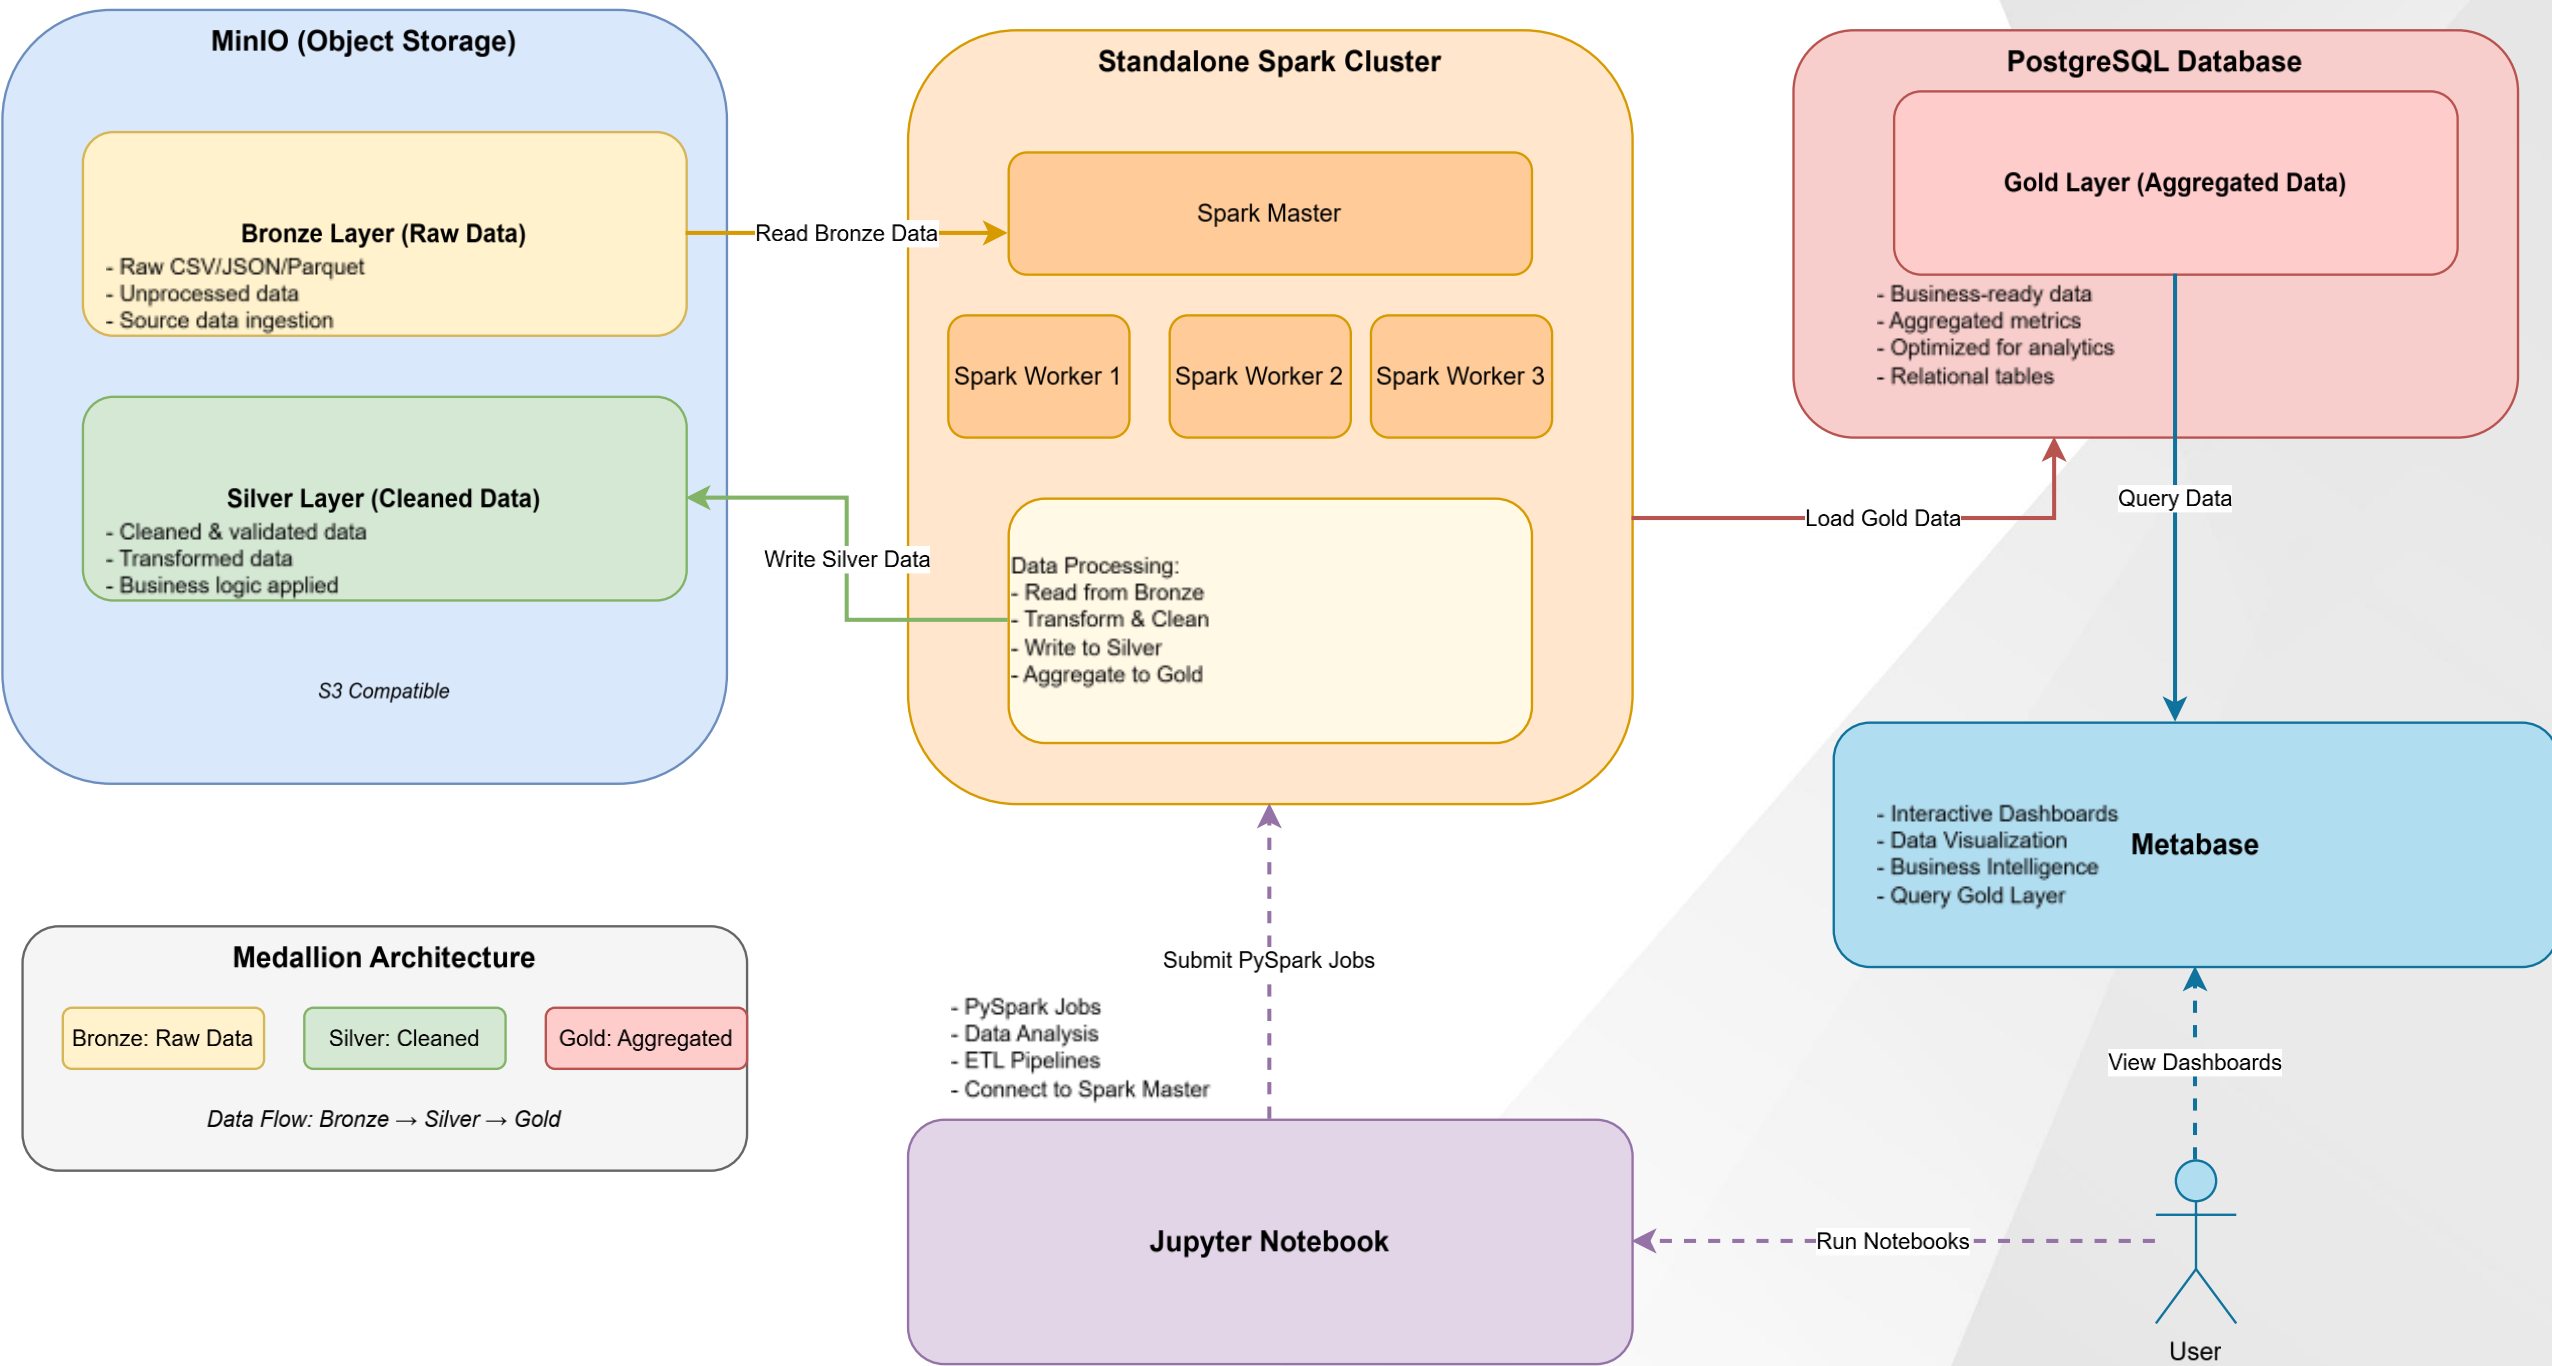 MinIO (Object Storage)
Bronze Layer (Raw Data)
- Raw CSV/JSON/Parquet
- Unprocessed data
- Source data ingestion
Silver Layer (Cleaned Data)
- Cleaned & validated data
- Transformed data
- Business logic applied
S3 Compatible
Read Bronze Data
Write Silver Data
Standalone Spark Cluster
Spark Master
Spark Worker 1
Spark Worker 2
Spark Worker 3
Data Processing:
- Read from Bronze
- Transform & Clean
- Write to Silver
- Aggregate to Gold
Load Gold Data
PostgreSQL Database
Gold Layer (Aggregated Data)
- Business-ready data
- Aggregated metrics
- Optimized for analytics
- Relational tables
Query Data
- Interactive Dashboards
- Data Visualization
- Business Intelligence
- Query Gold Layer
Metabase
Medallion Architecture
Bronze: Raw Data
Silver: Cleaned
Gold: Aggregated
Data Flow: Bronze → Silver → Gold
Submit PySpark Jobs
- PySpark Jobs
- Data Analysis
- ETL Pipelines
- Connect to Spark Master
Jupyter Notebook
View Dashboards
Run Notebooks
User